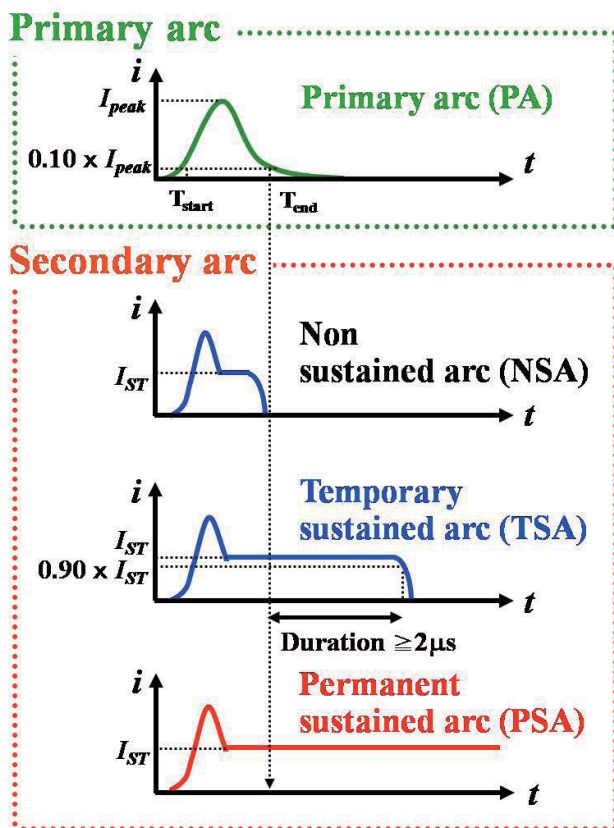 Primary arc
i
I_peak
Primary arc (PA)
0.10 x I_peak
t
T_start
T_end
Secondary arc
i
Non
sustained arc (NSA)
I_ST
t
i
Temporary
sustained arc (TSA)
I_ST
0.90 x I_ST
t
Duration ≧2μs
i
Permanent
sustained arc (PSA)
I_ST
t